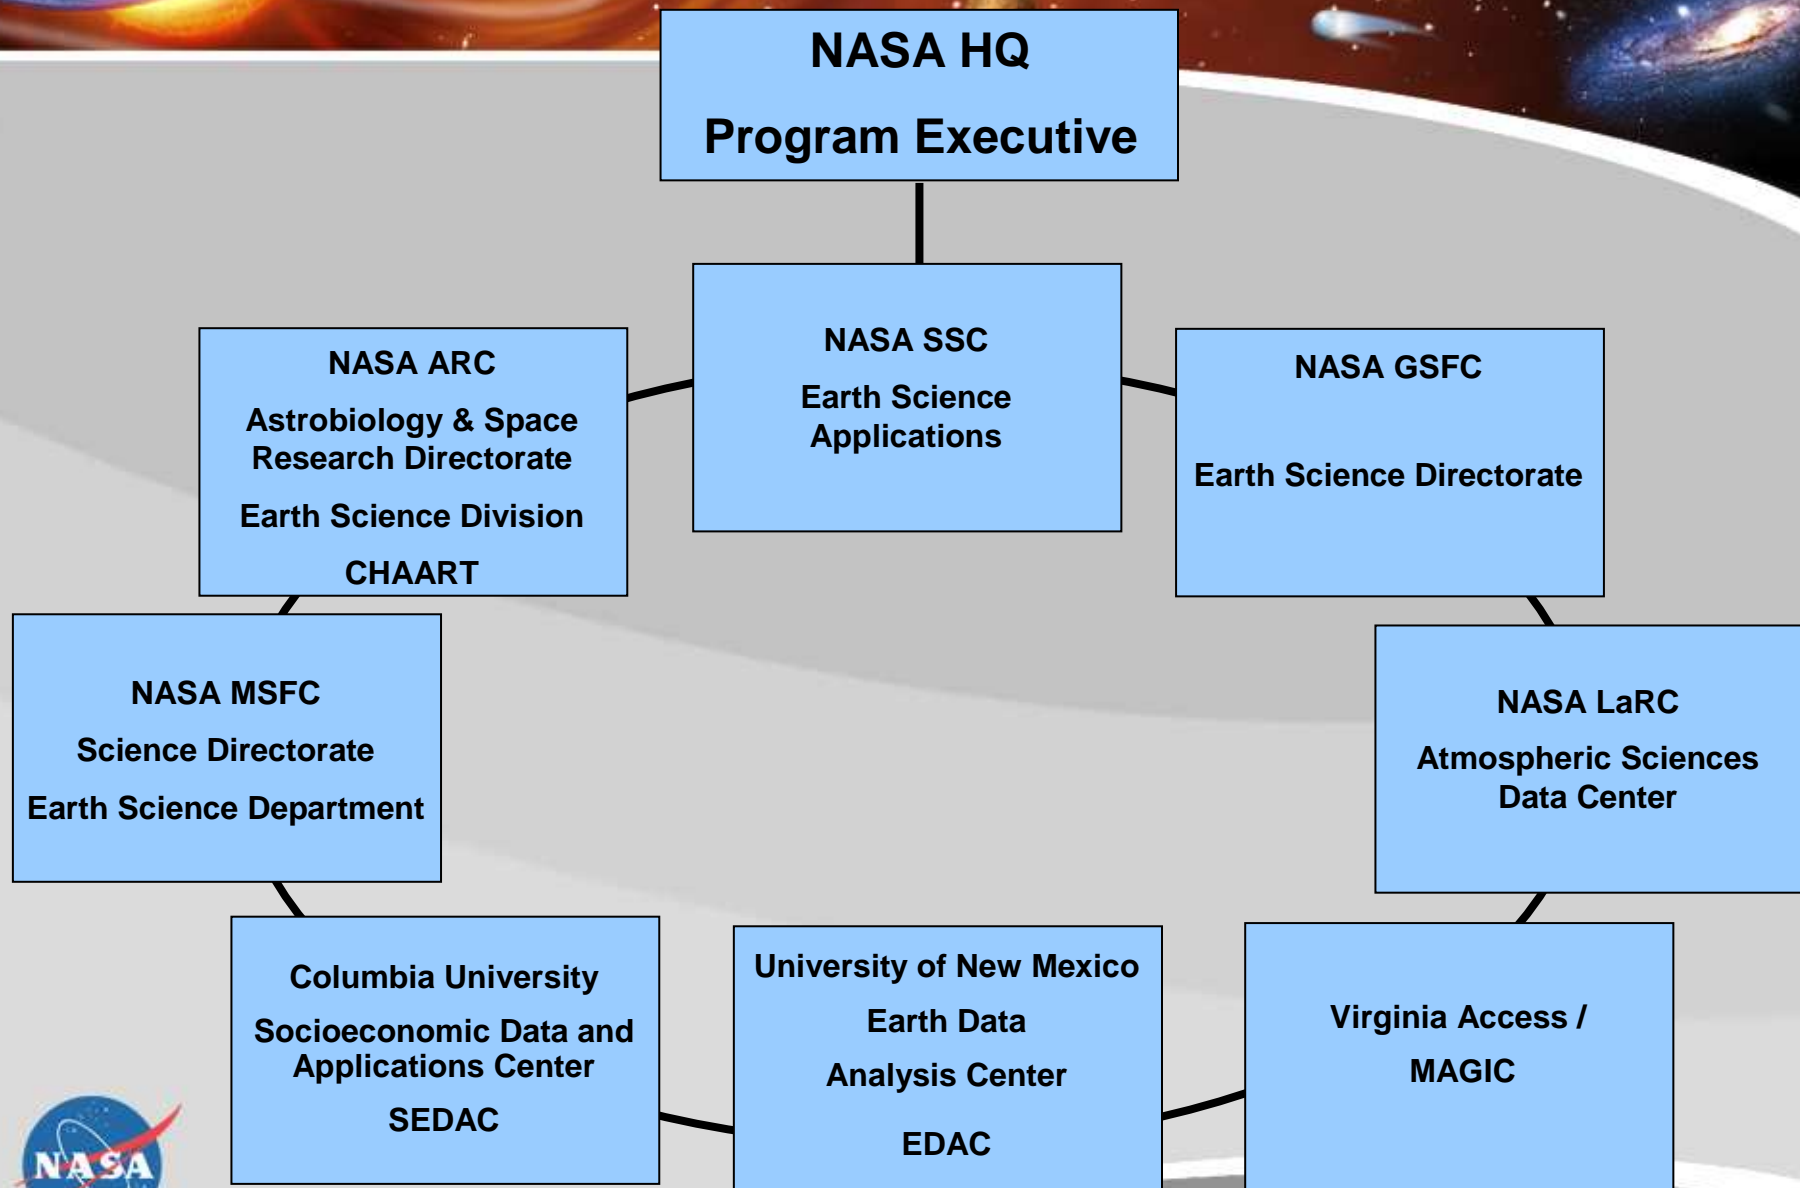 NASA HQ
Program Executive
NASA SSC
Earth Science
Applications
NASA ARC
Astrobiology & Space
Research Directorate
Earth Science Division
CHAART
NASA GSFC
Earth Science Directorate
NASA MSFC
Science Directorate
Earth Science Department
NASA LaRC
Atmospheric Sciences
Data Center
Columbia University
Socioeconomic Data and
Applications Center
SEDAC
University of New Mexico
Earth Data
Analysis Center
EDAC
Virginia Access /
MAGIC
NASA